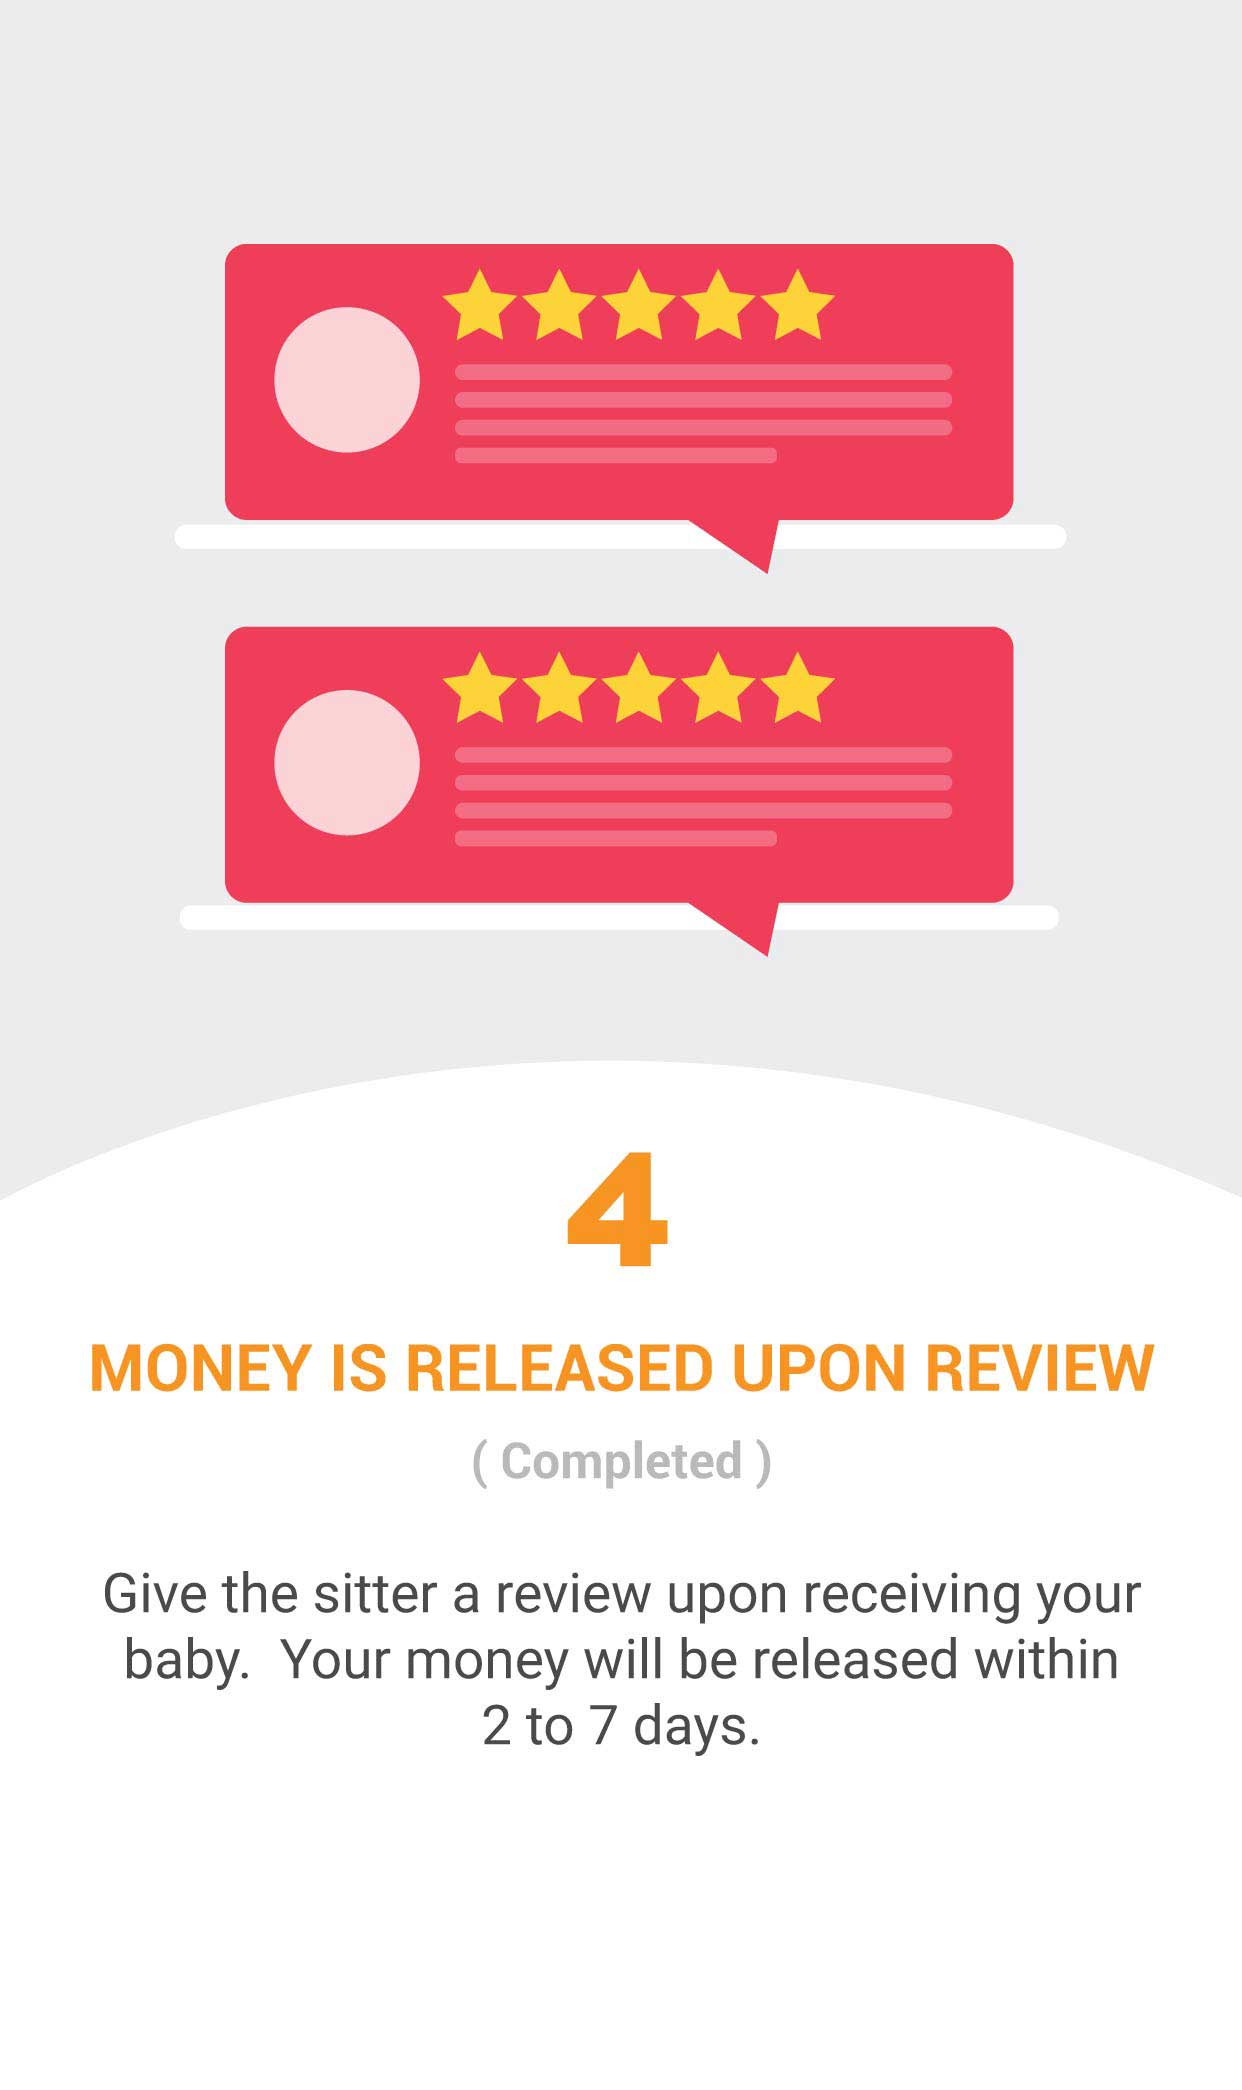 4
MONEY IS RELEASED UPON REVIEW
( Completed )
Give the sitter a review upon receiving your
baby.  Your money will be released within
2 to 7 days.